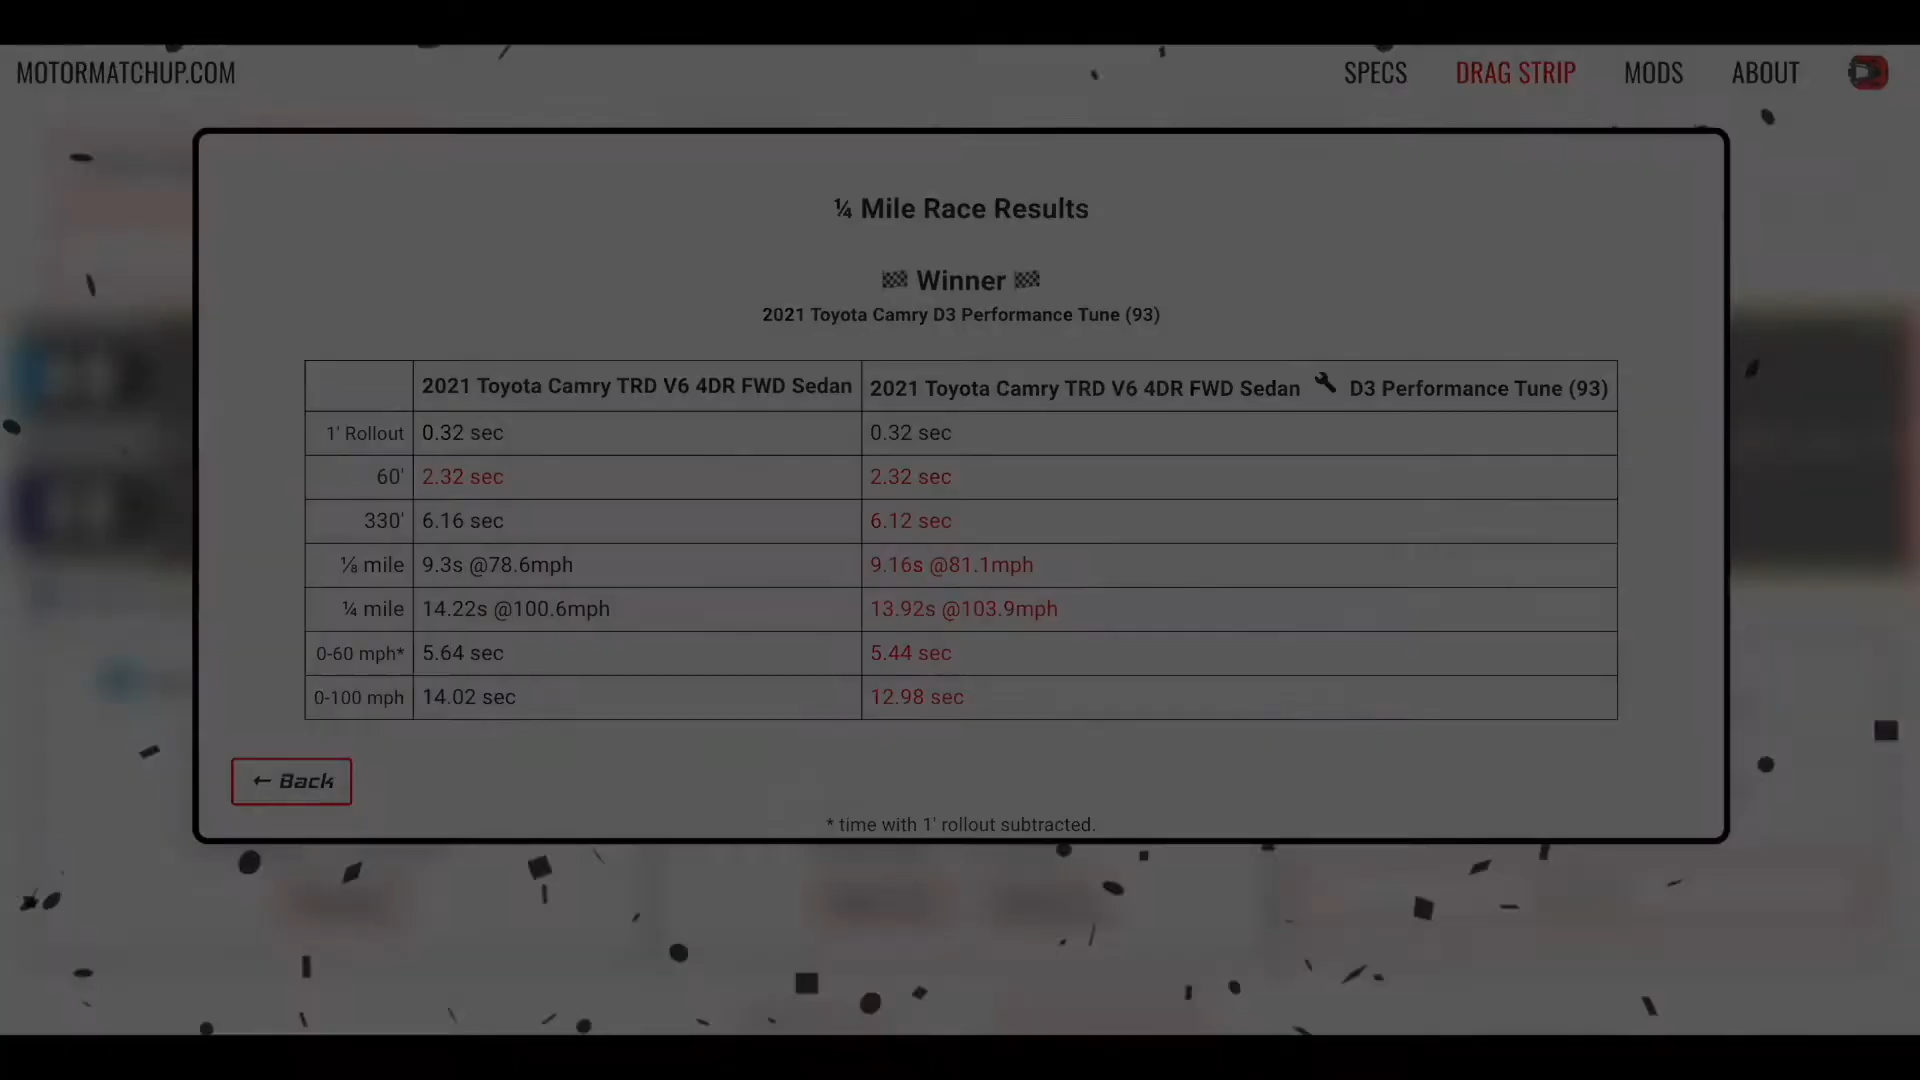 MOTORMATCHUP.COM
SPECS DRAG STRIP MODS ABOUT
¼ Mile Race Results
🏁 Winner 🏁
2021 Toyota Camry D3 Performance Tune (93)
2021 Toyota Camry TRD V6 4DR FWD Sedan 2021 Toyota Camry TRD V6 4DR FWD Sedan 🔧 D3 Performance Tune (93)
1' Rollout 0.32 sec 0.32 sec
60' 2.32 sec 2.32 sec
330' 6.16 sec 6.12 sec
⅛ mile 9.3s @78.6mph 9.16s @81.1mph
¼ mile 14.22s @100.6mph 13.92s @103.9mph
0-60 mph* 5.64 sec 5.44 sec
0-100 mph 14.02 sec 12.98 sec
← Back
* time with 1' rollout subtracted.